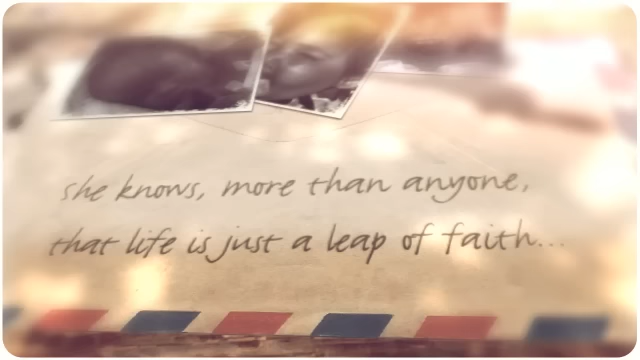 she knows, more than anyone,
that life is just a leap of faith...